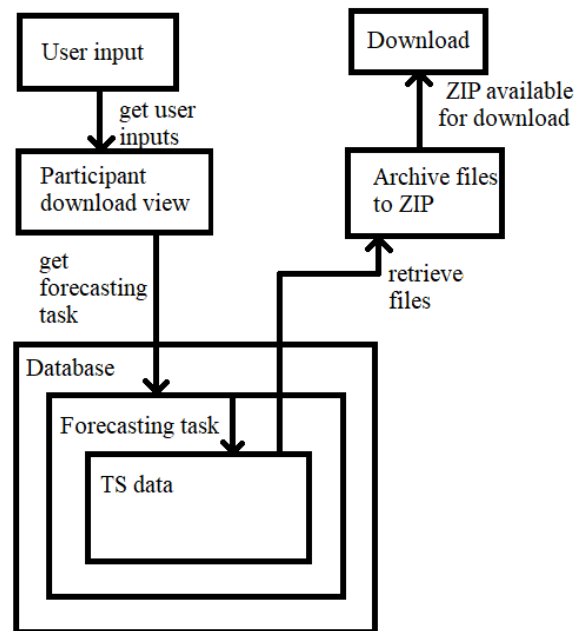 User input
get user
inputs
Participant
download view
get
forecasting
task
Database
Forecasting task
TS data
retrieve
files
Archive files
to ZIP
ZIP available
for download
Download